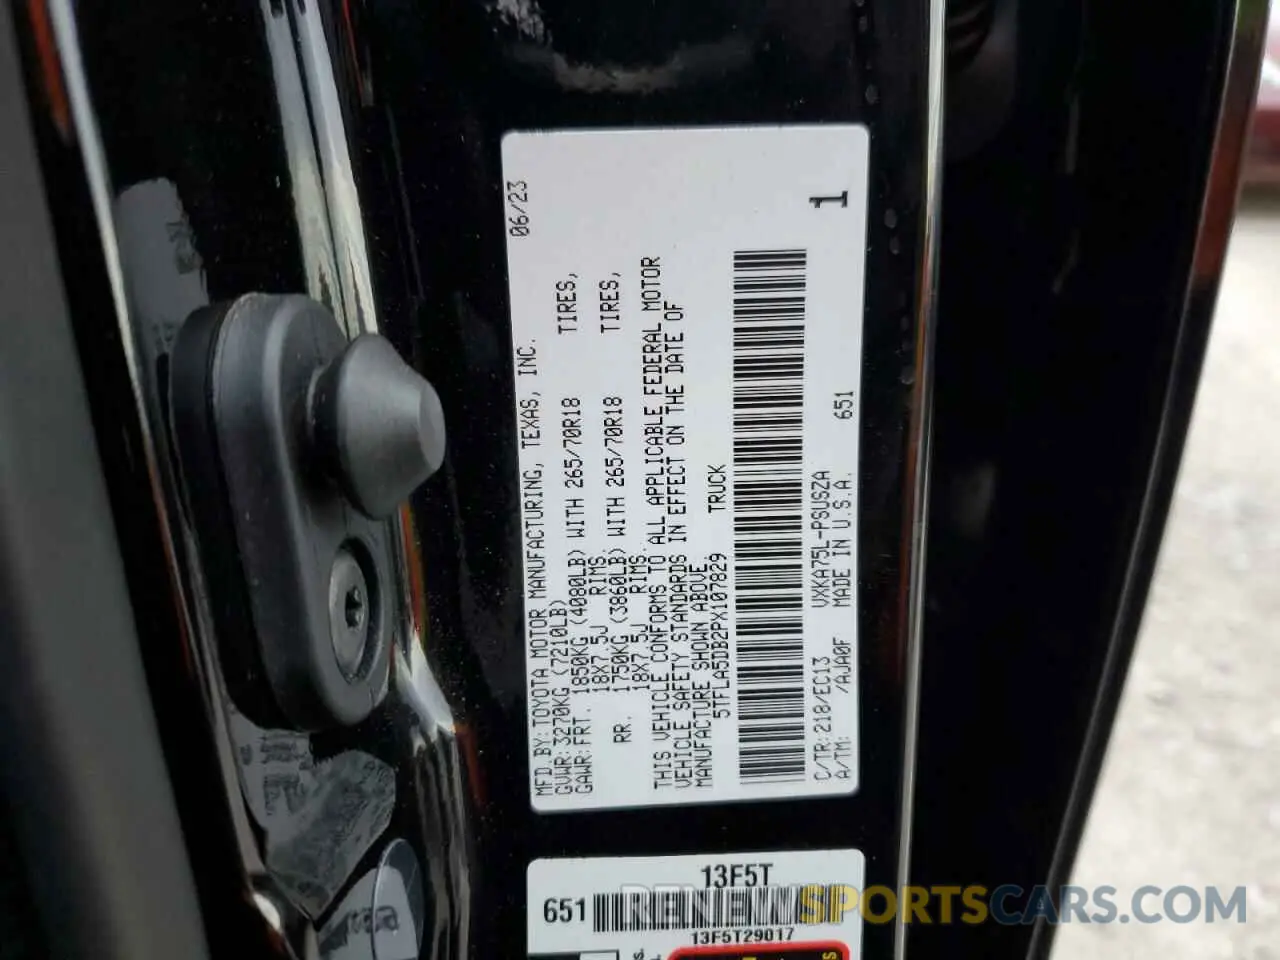 MFD.BY: TOYOTA MOTOR MANUFACTURING, TEXAS, INC. 06/23
GVWR: 3270KG (7210LB)
GAWR: FRT. 1850KG (4080LB) WITH 265/70R18 TIRES,
18X7.5J RIMS
RR. 1750KG (3860LB) WITH 265/70R18 TIRES,
18X7.5J RIMS.
THIS VEHICLE CONFORMS TO ALL APPLICABLE FEDERAL MOTOR
VEHICLE SAFETY STANDARDS IN EFFECT ON THE DATE OF
MANUFACTURE SHOWN ABOVE.
5TFLA5DB2PX107829 TRUCK
1
C/TR: 218/EC13 VXKA75L-PSUSZA
A/TM: /AJA0F MADE IN U.S.A. 651
13F5T
651
13F5T29017
RENEWSPORTSCARS.COM